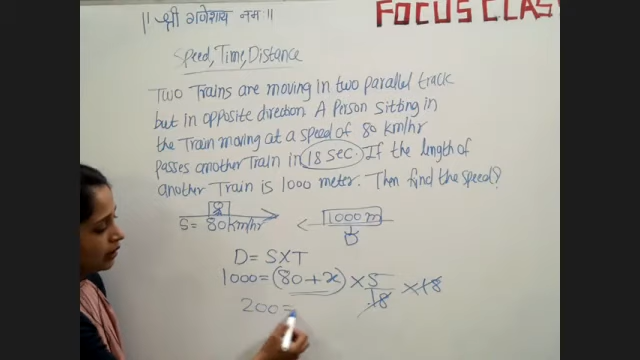 || श्री गणेशाय नमः ||
FOCUS CLAS
Speed, Time, Distance
Two Trains are moving in two parallel track
but in opposite direction. A Prison sitting in
the Train moving at a speed of 80 km/hr
Passes another Train in 18 sec. If the length of
another Train is 1000 meter. Then find the speed?
S= 80km/hr
1000 m
D= S×T
1000= (80+x) × 5/18 × 18
200=